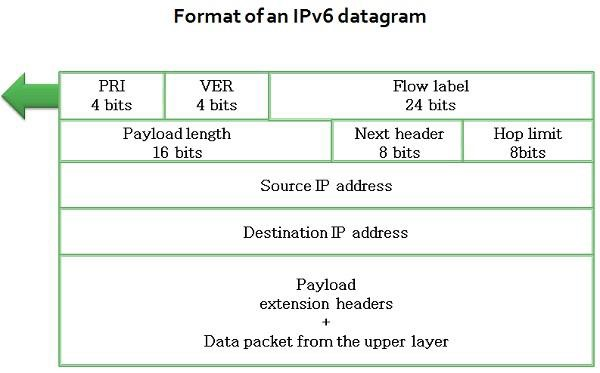 Format of an IPv6 datagram
PRI
4 bits
VER
4 bits
Flow label
24 bits
Payload length
16 bits
Next header
8 bits
Hop limit
8bits
Source IP address
Destination IP address
Payload
extension headers
+
Data packet from the upper layer